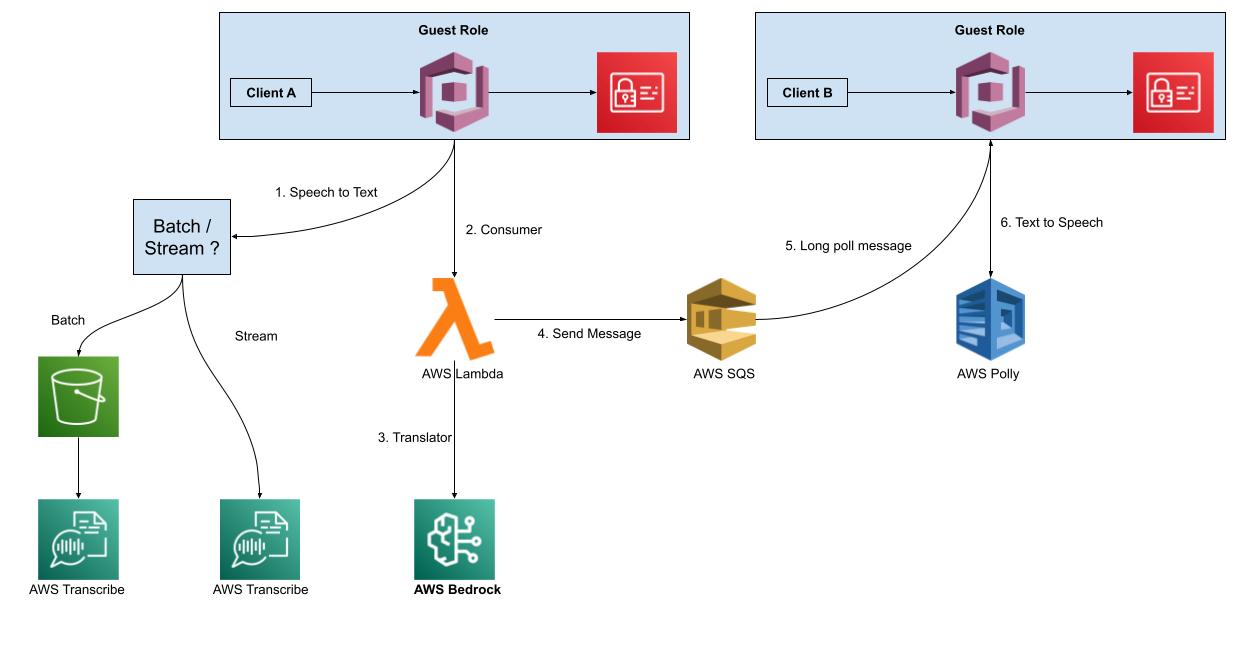 Guest Role
Guest Role
Client A
Client B
1. Speech to Text
2. Consumer
Batch /
Stream ?
5. Long poll message
6. Text to Speech
Batch
Stream
4. Send Message
AWS Lambda
AWS SQS
AWS Polly
3. Translator
AWS Transcribe
AWS Transcribe
AWS Bedrock